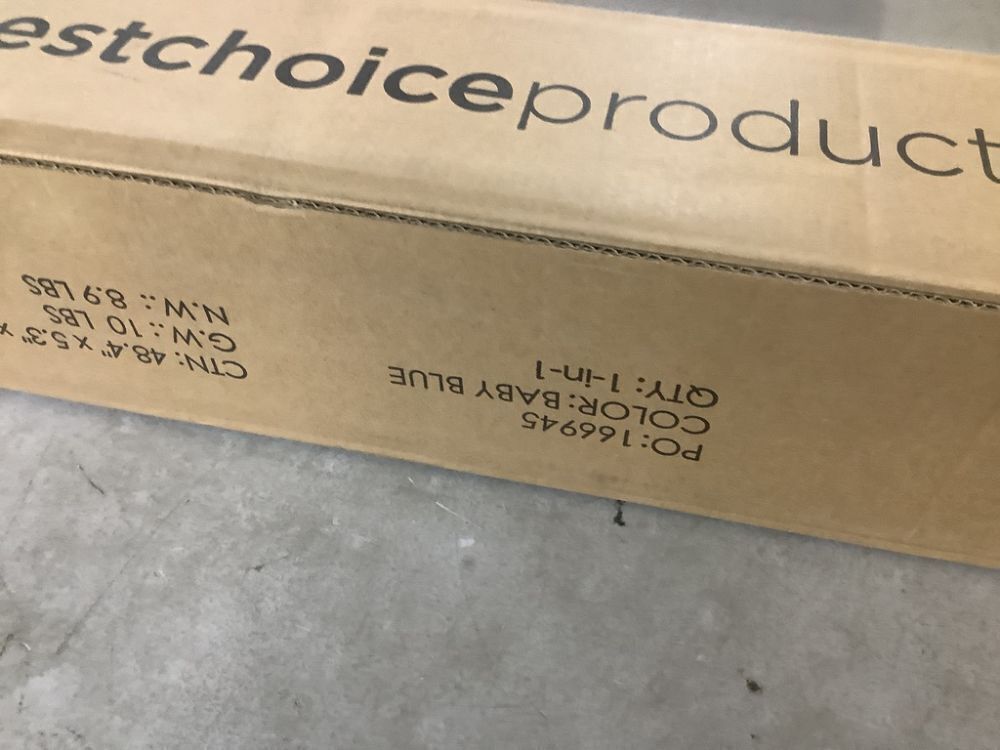 estchoiceproduct
PO:166945
COLOR:BABY BLUE
QTY: 1-in-1
CTN: 48.4" x 5.3" x
G.W.: 10 LBS
N.W.: 8.9 LBS